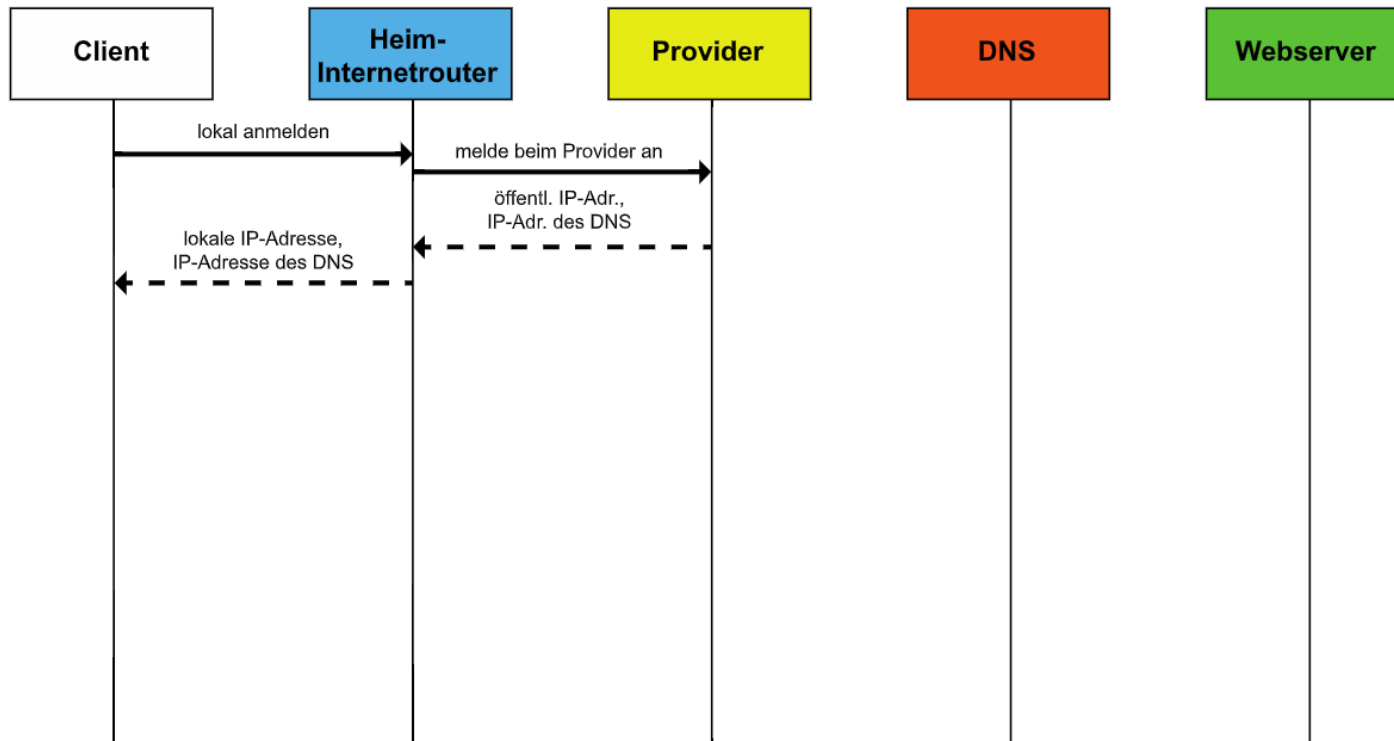 Client
Heim-
Internetrouter
Provider
DNS
Webserver
lokal anmelden
melde beim Provider an
öffentl. IP-Adr.,
IP-Adr. des DNS
lokale IP-Adresse,
IP-Adresse des DNS